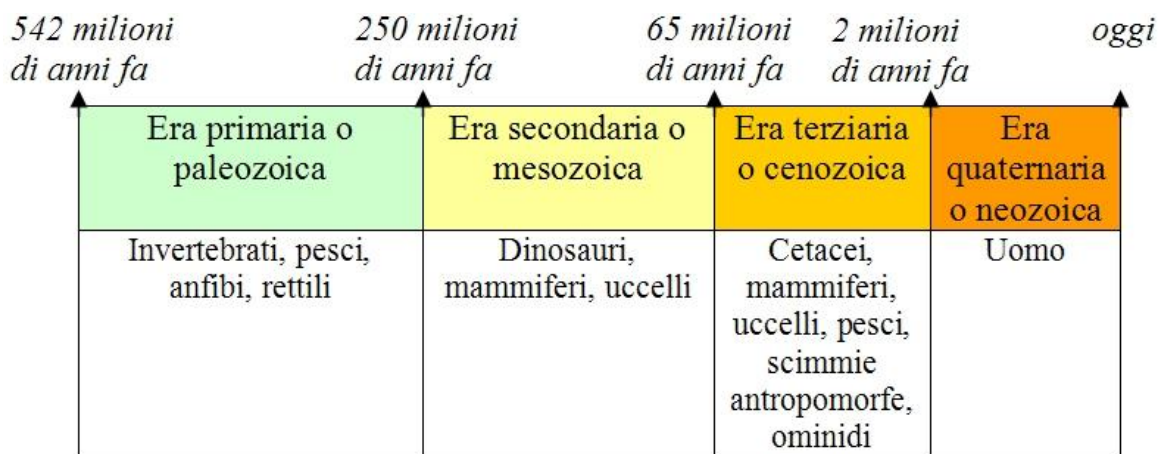 542 milioni
di anni fa
250 milioni
di anni fa
65 milioni
di anni fa
2 milioni
di anni fa
oggi
Era primaria o
paleozoica
Era secondaria o
mesozoica
Era terziaria
o cenozoica
Era
quaternaria
o neozoica
Invertebrati, pesci,
anfibi, rettili
Dinosauri,
mammiferi, uccelli
Cetacei,
mammiferi,
uccelli, pesci,
scimmie
antropomorfe,
ominidi
Uomo